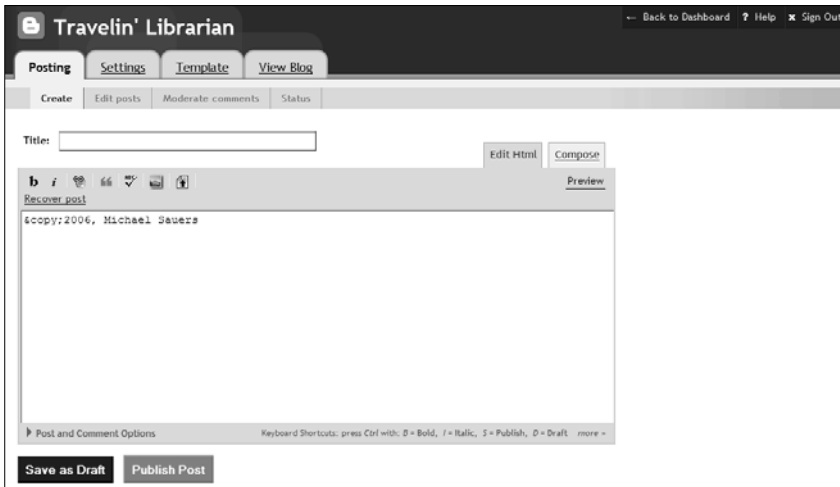 ← Back to Dashboard ? Help x Sign Out
Travelin' Librarian
Posting Settings Template View Blog
Create Edit posts Moderate comments Status
Title:
Edit Html Compose
b i “ ABC Preview
Recover post
&copy;2006, Michael Sauers
Post and Comment Options Keyboard Shortcuts: press Ctrl with: B = Bold, I = Italic, S = Publish, D = Draft more »
Save as Draft Publish Post